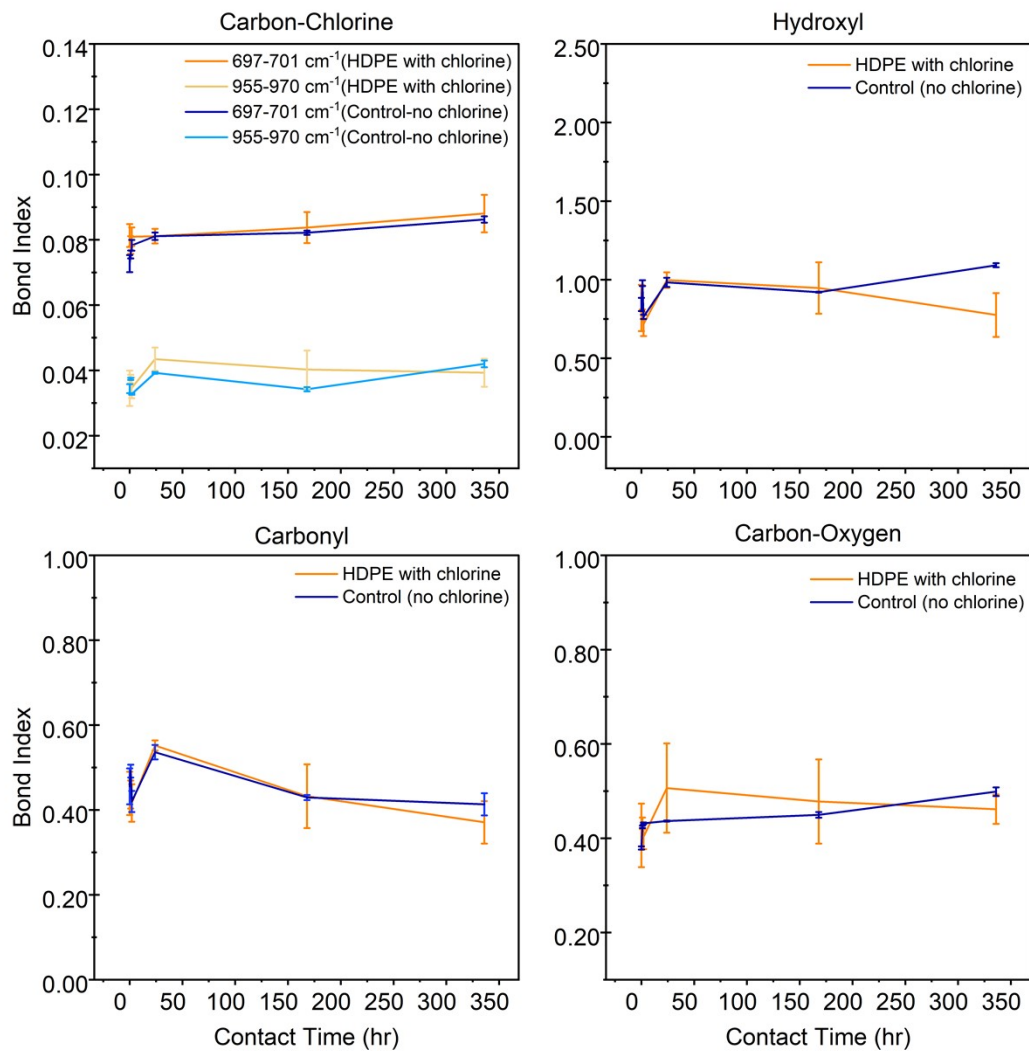 Carbon-Chlorine
0.14
0.12
0.10
0.08
0.06
0.04
0.02
Bond Index
697-701 cm⁻¹(HDPE with chlorine)
955-970 cm⁻¹(HDPE with chlorine)
697-701 cm⁻¹(Control-no chlorine)
955-970 cm⁻¹(Control-no chlorine)
0 50 100 150 200 250 300 350
Hydroxyl
2.50
2.00
1.50
1.00
0.50
0.00
HDPE with chlorine
Control (no chlorine)
0 50 100 150 200 250 300 350
Carbonyl
1.00
0.80
0.60
0.40
0.20
0.00
Bond Index
HDPE with chlorine
Control (no chlorine)
0 50 100 150 200 250 300 350
Contact Time (hr)
Carbon-Oxygen
1.00
0.80
0.60
0.40
0.20
HDPE with chlorine
Control (no chlorine)
0 50 100 150 200 250 300 350
Contact Time (hr)